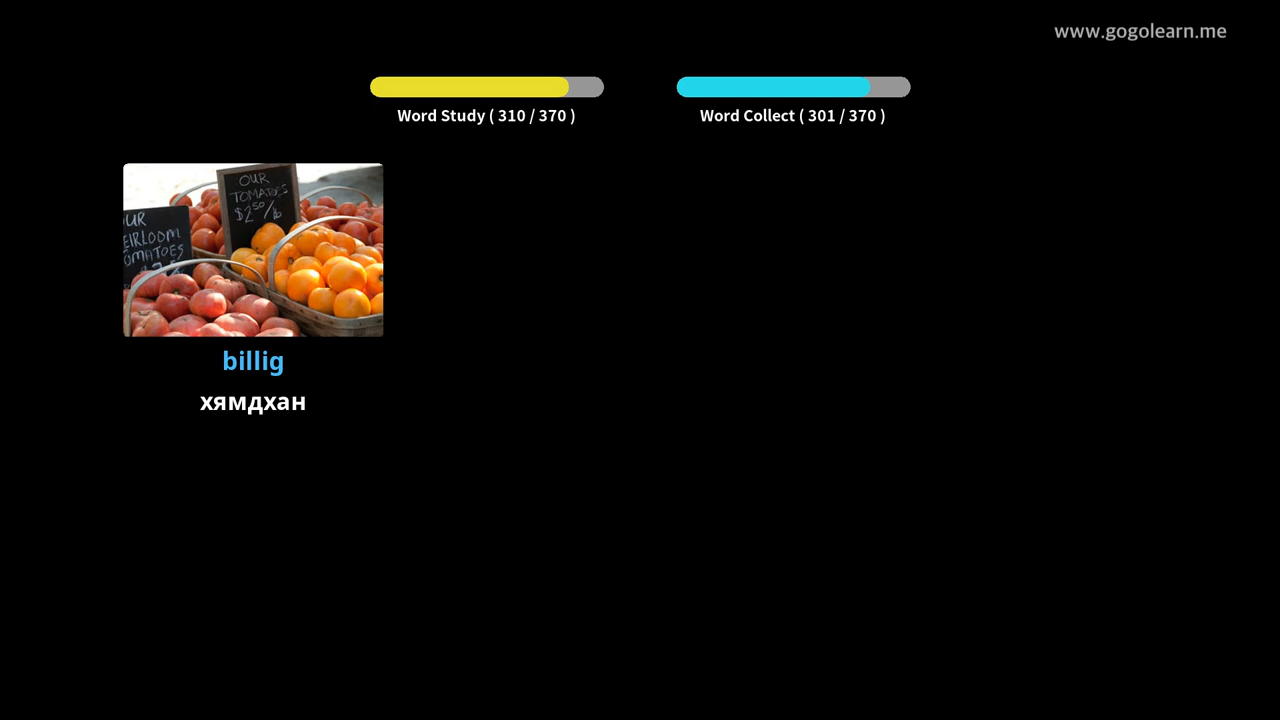 www.gogolearn.me
Word Study ( 310 / 370 )
Word Collect ( 301 / 370 )
OUR
TOMATOES
$2.50/lb
UR
EIRLOOM
OMATOES
billig
хямдхан